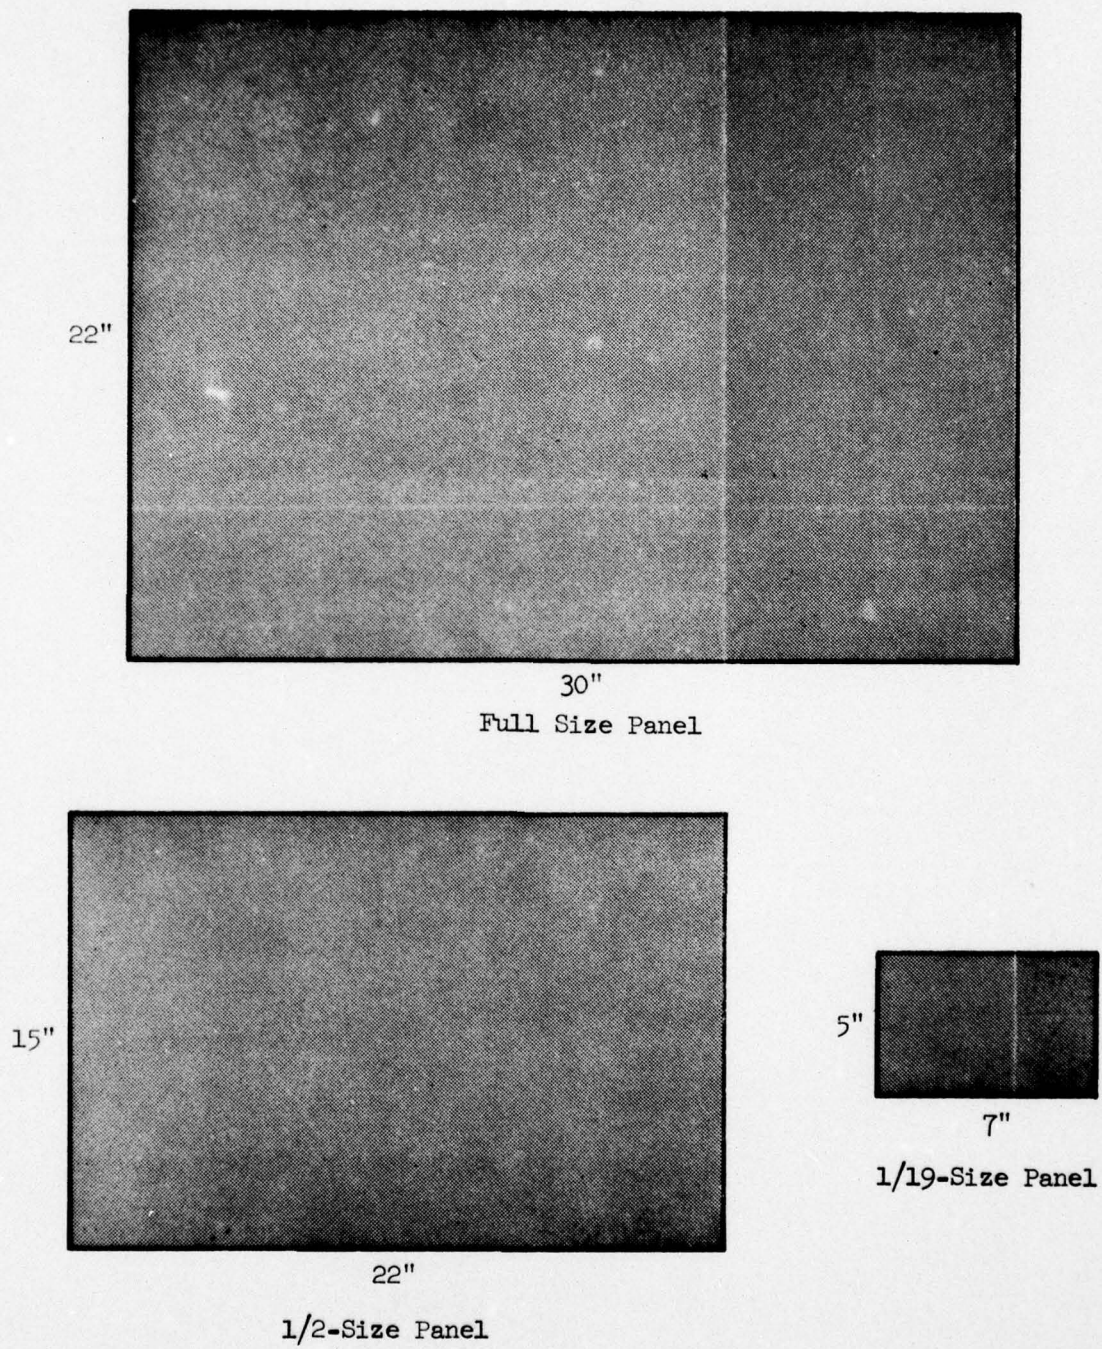 22"
30"
Full Size Panel
15"
22"
1/2-Size Panel
5"
7"
1/19-Size Panel